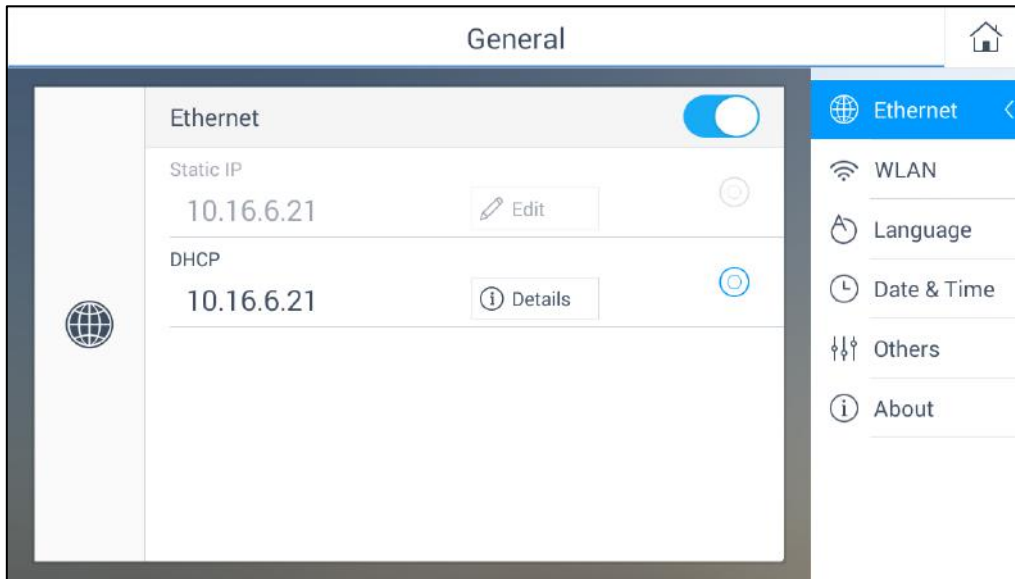 General
Ethernet
Static IP
10.16.6.21
Edit
DHCP
10.16.6.21
Details
Ethernet
WLAN
Language
Date & Time
Others
About